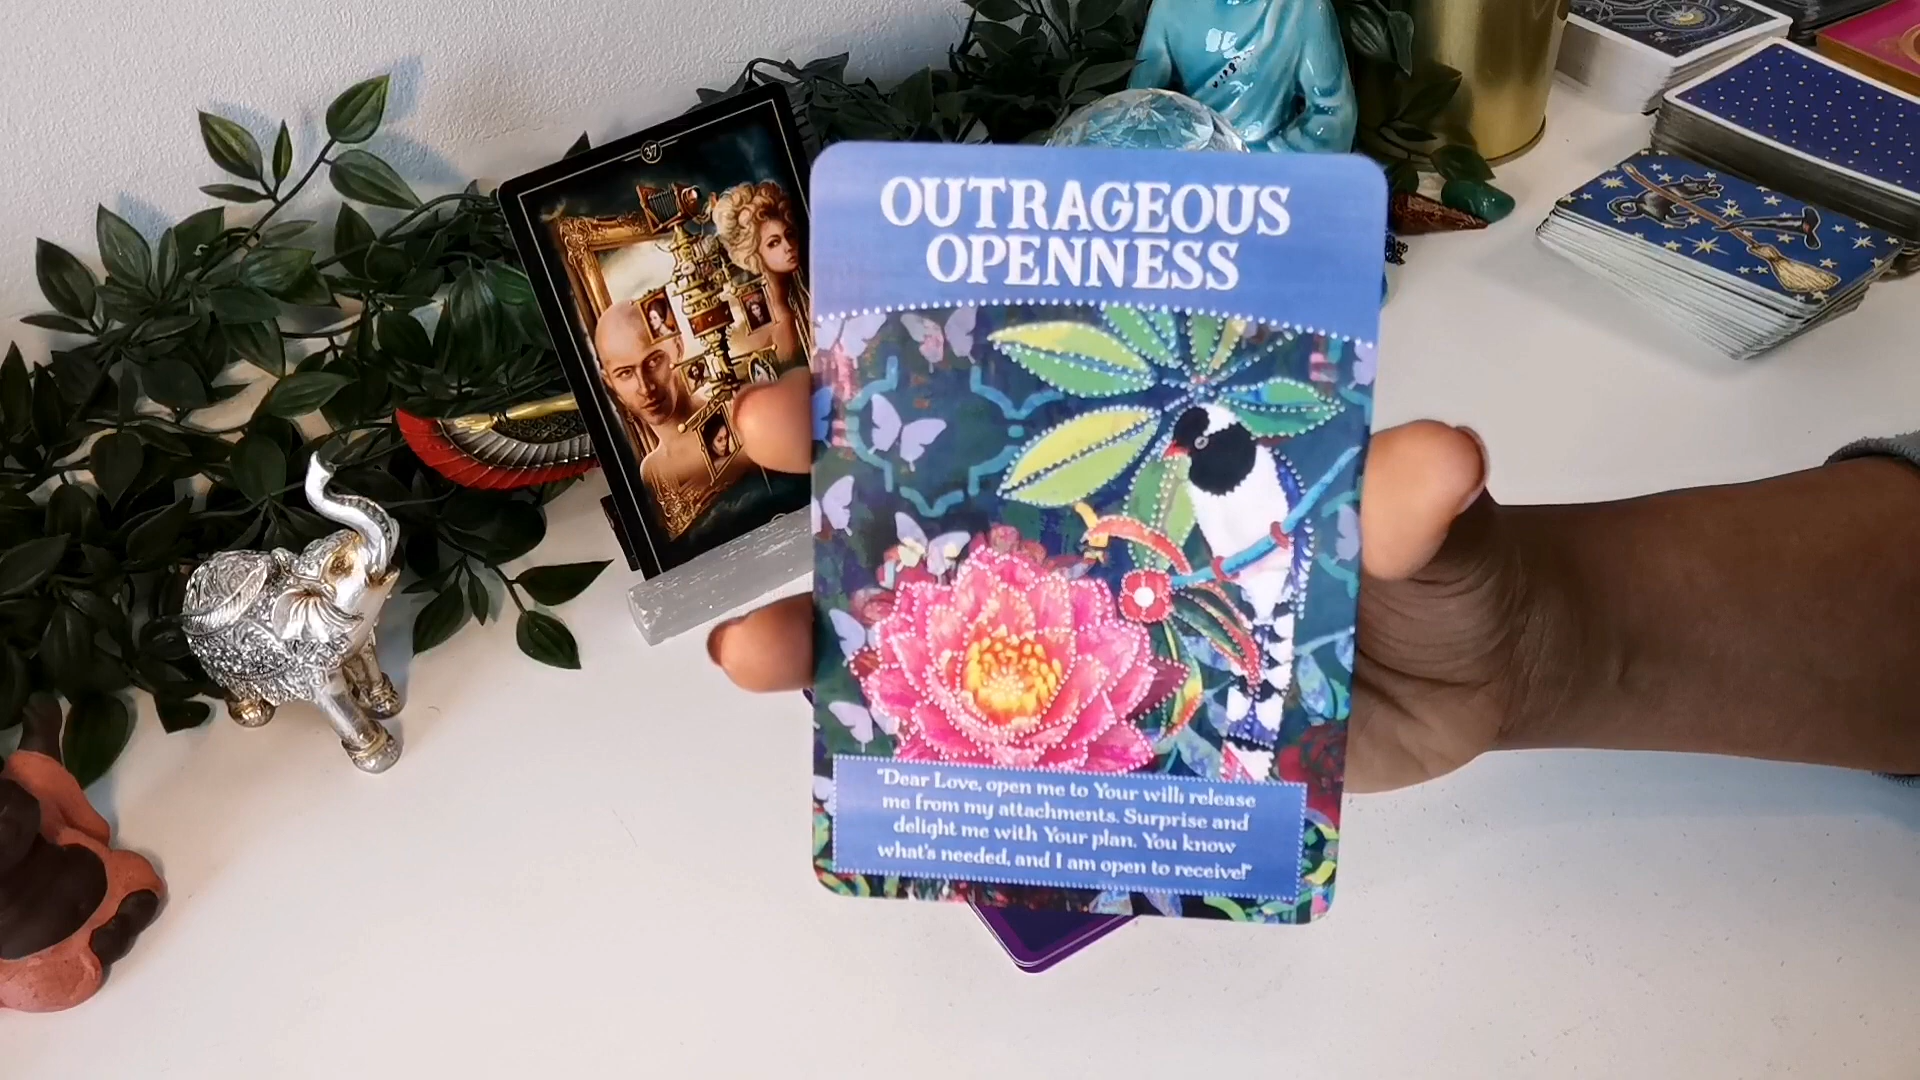 37
OUTRAGEOUS
OPENNESS
"Dear Love, open me to Your will; release
me from my attachments. Surprise and
delight me with Your plan. You know
what's needed, and I am open to receive!"